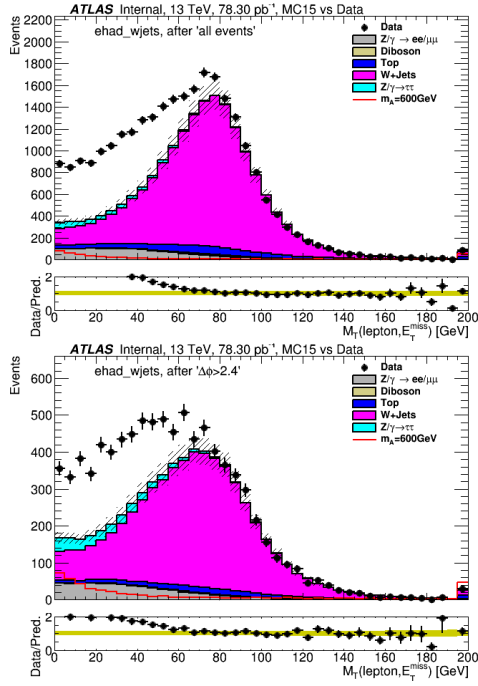 ATLAS Internal, 13 TeV, 78.30 pb⁻¹, MC15 vs Data
Events
ehad_wjets, after 'all events'
Data
Z/γ → ee/μμ
Diboson
Top
W+Jets
Z/γ→ττ
m_A=600GeV
2200
2000
1800
1600
1400
1200
1000
800
600
400
200
0
Data/Pred.
2
1
0
0 20 40 60 80 100 120 140 160 180 200
M_T(lepton,E_T^miss) [GeV]
ATLAS Internal, 13 TeV, 78.30 pb⁻¹, MC15 vs Data
Events
ehad_wjets, after 'Δϕ>2.4'
Data
Z/γ → ee/μμ
Diboson
Top
W+Jets
Z/γ→ττ
m_A=600GeV
600
500
400
300
200
100
0
Data/Pred.
2
1
0
0 20 40 60 80 100 120 140 160 180 200
M_T(lepton,E_T^miss) [GeV]